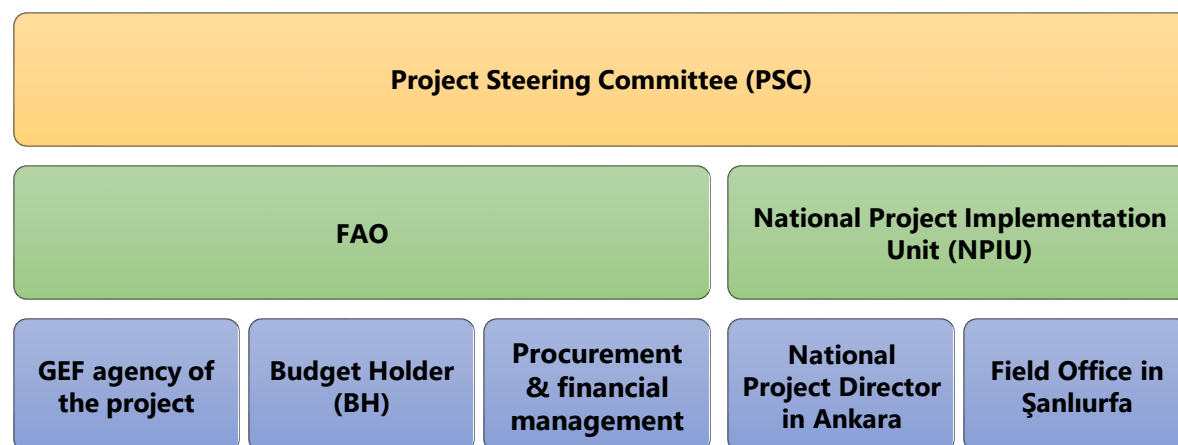 Project Steering Committee (PSC)
FAO
National Project Implementation
Unit (NPIU)
GEF agency of
the project
Budget Holder
(BH)
Procurement
& financial
management
National
Project Director
in Ankara
Field Office in
Şanlıurfa